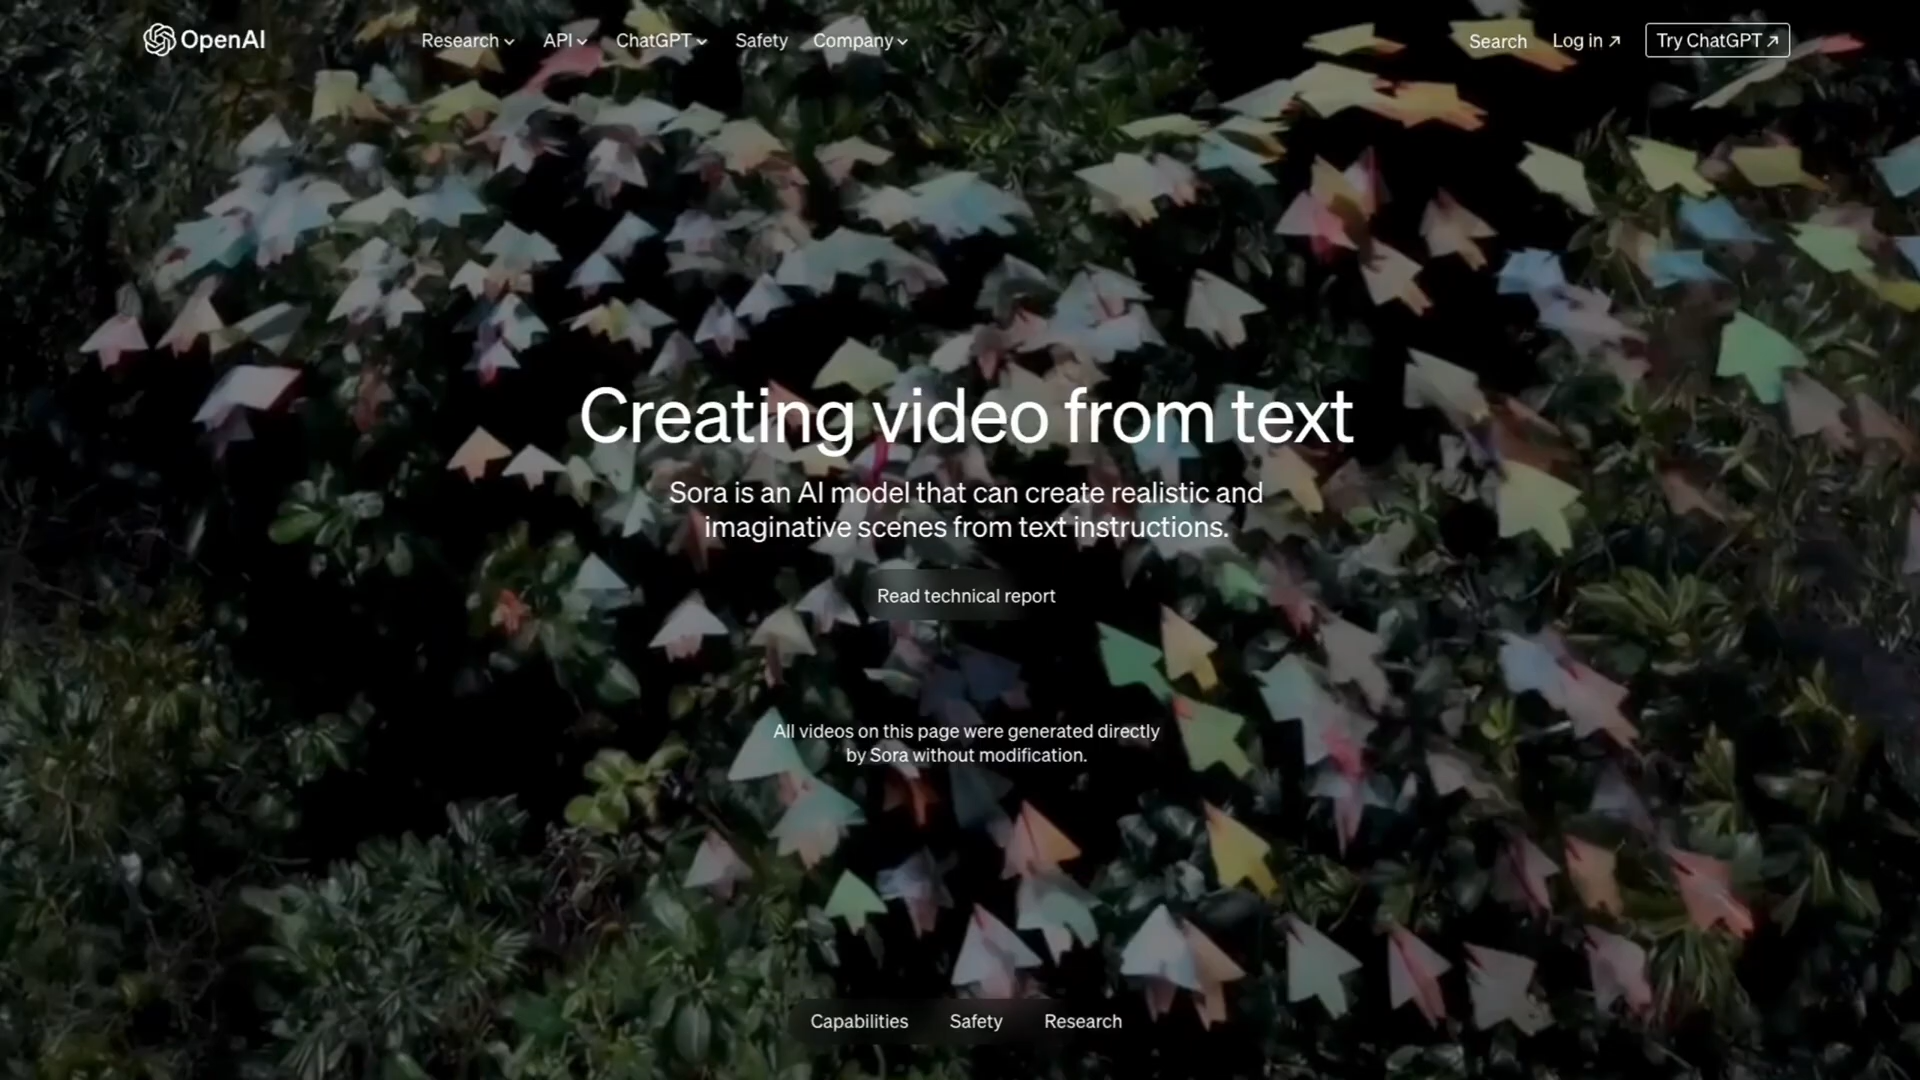 OpenAI
Research
API
ChatGPT
Safety
Company
Search
Log in
Try ChatGPT
Creating video from text
Sora is an AI model that can create realistic and
imaginative scenes from text instructions.
Read technical report
All videos on this page were generated directly
by Sora without modification.
Capabilities
Safety
Research